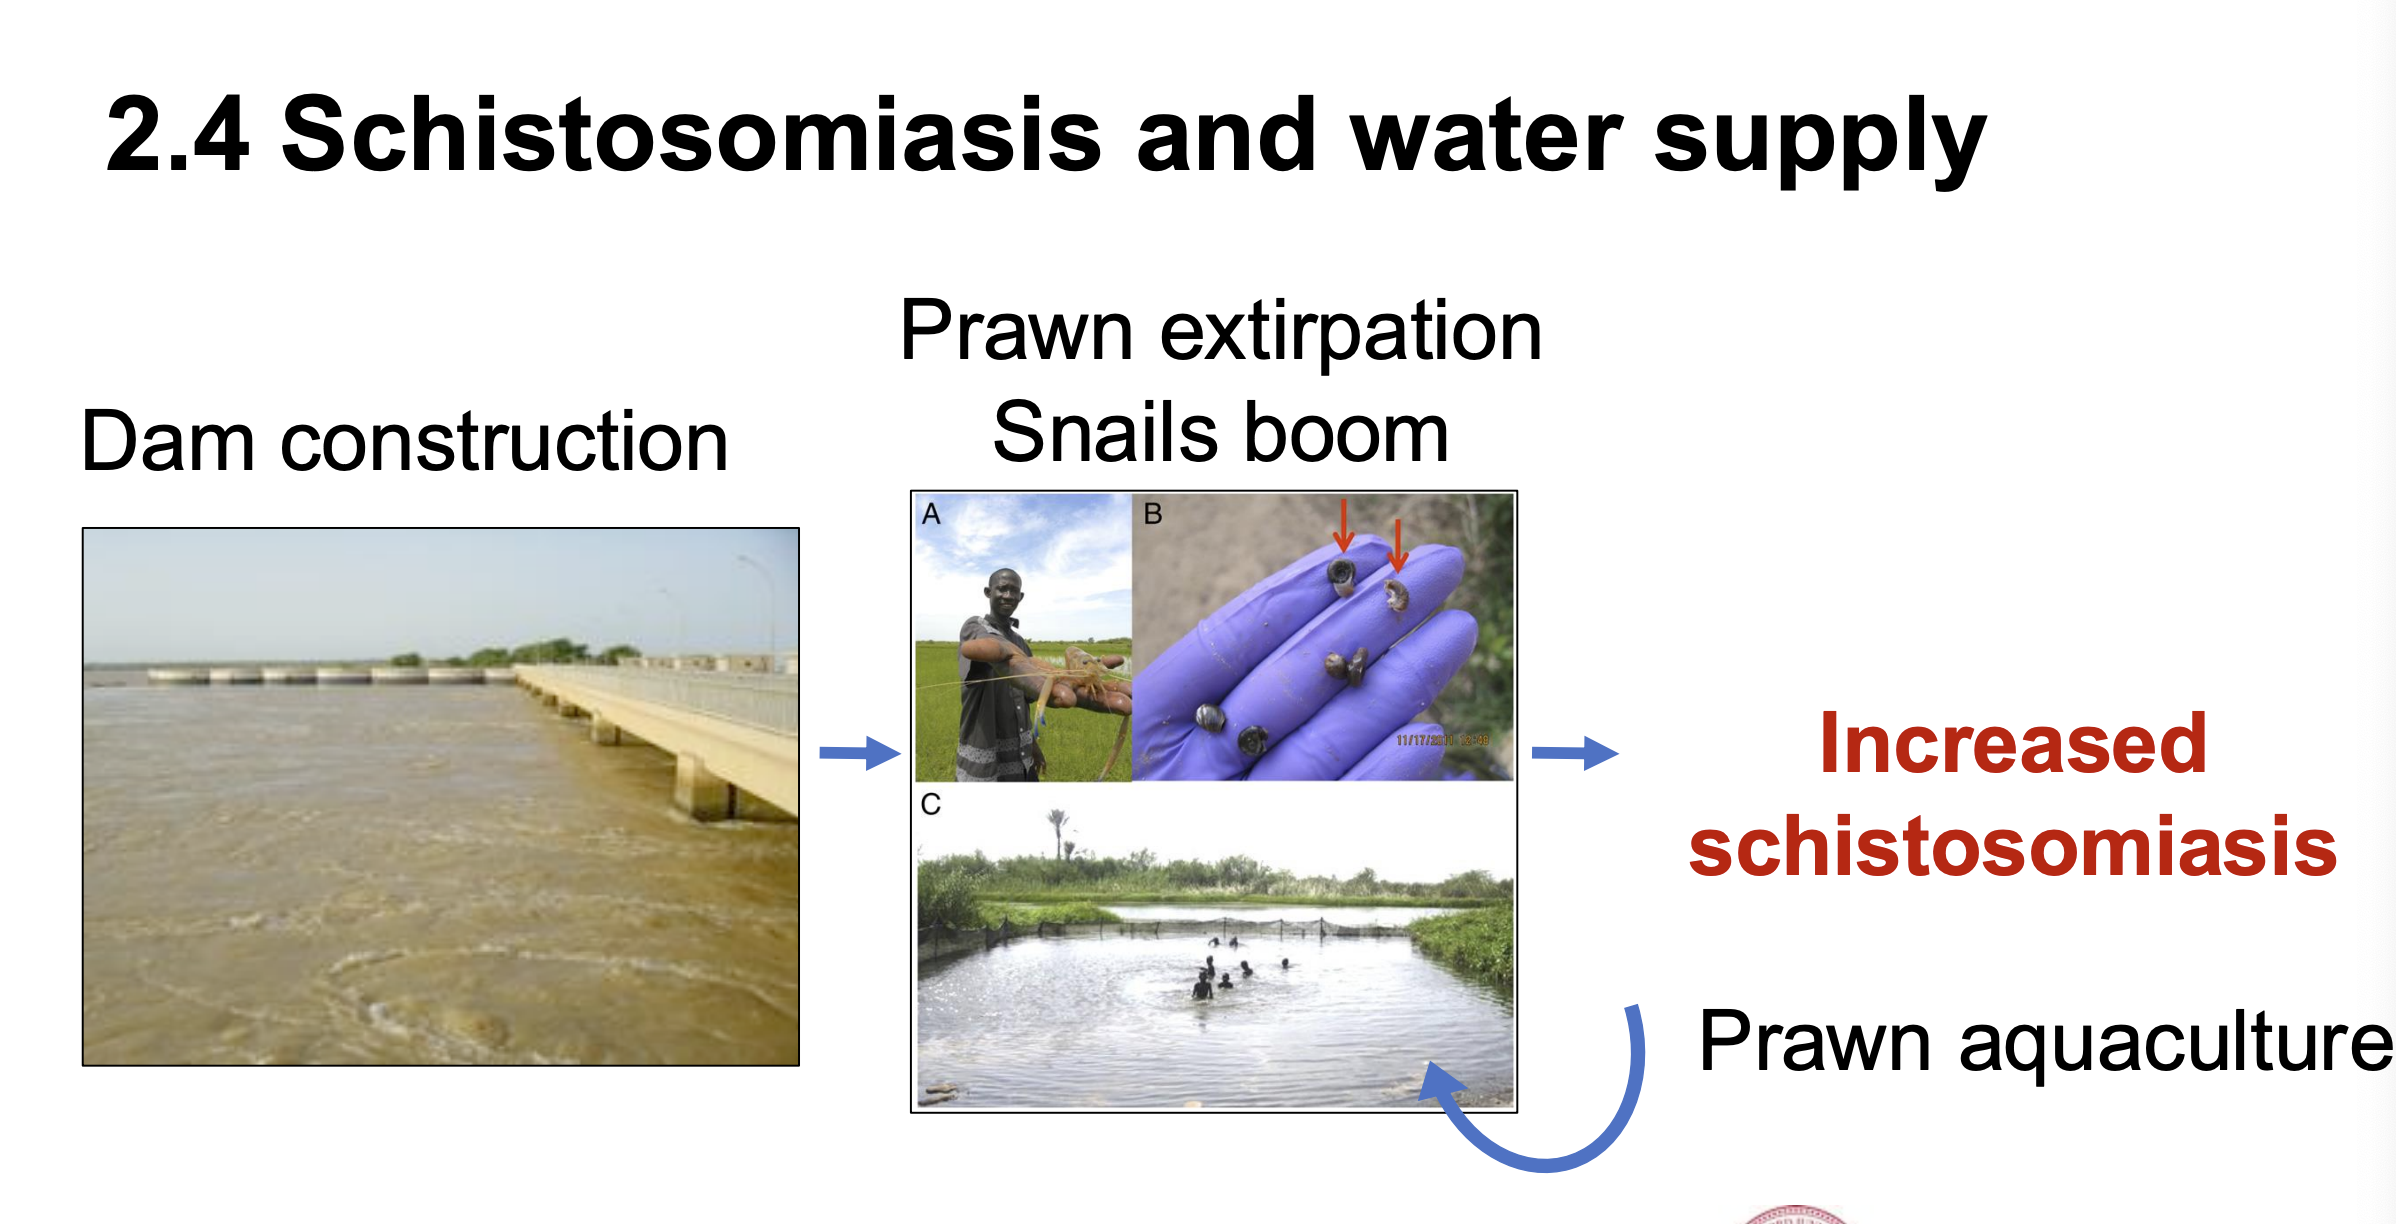 2.4 Schistosomiasis and water supply
Dam construction
Prawn extirpation
Snails boom
A
B
11/17/2011 12:48
C
Increased
schistosomiasis
Prawn aquaculture